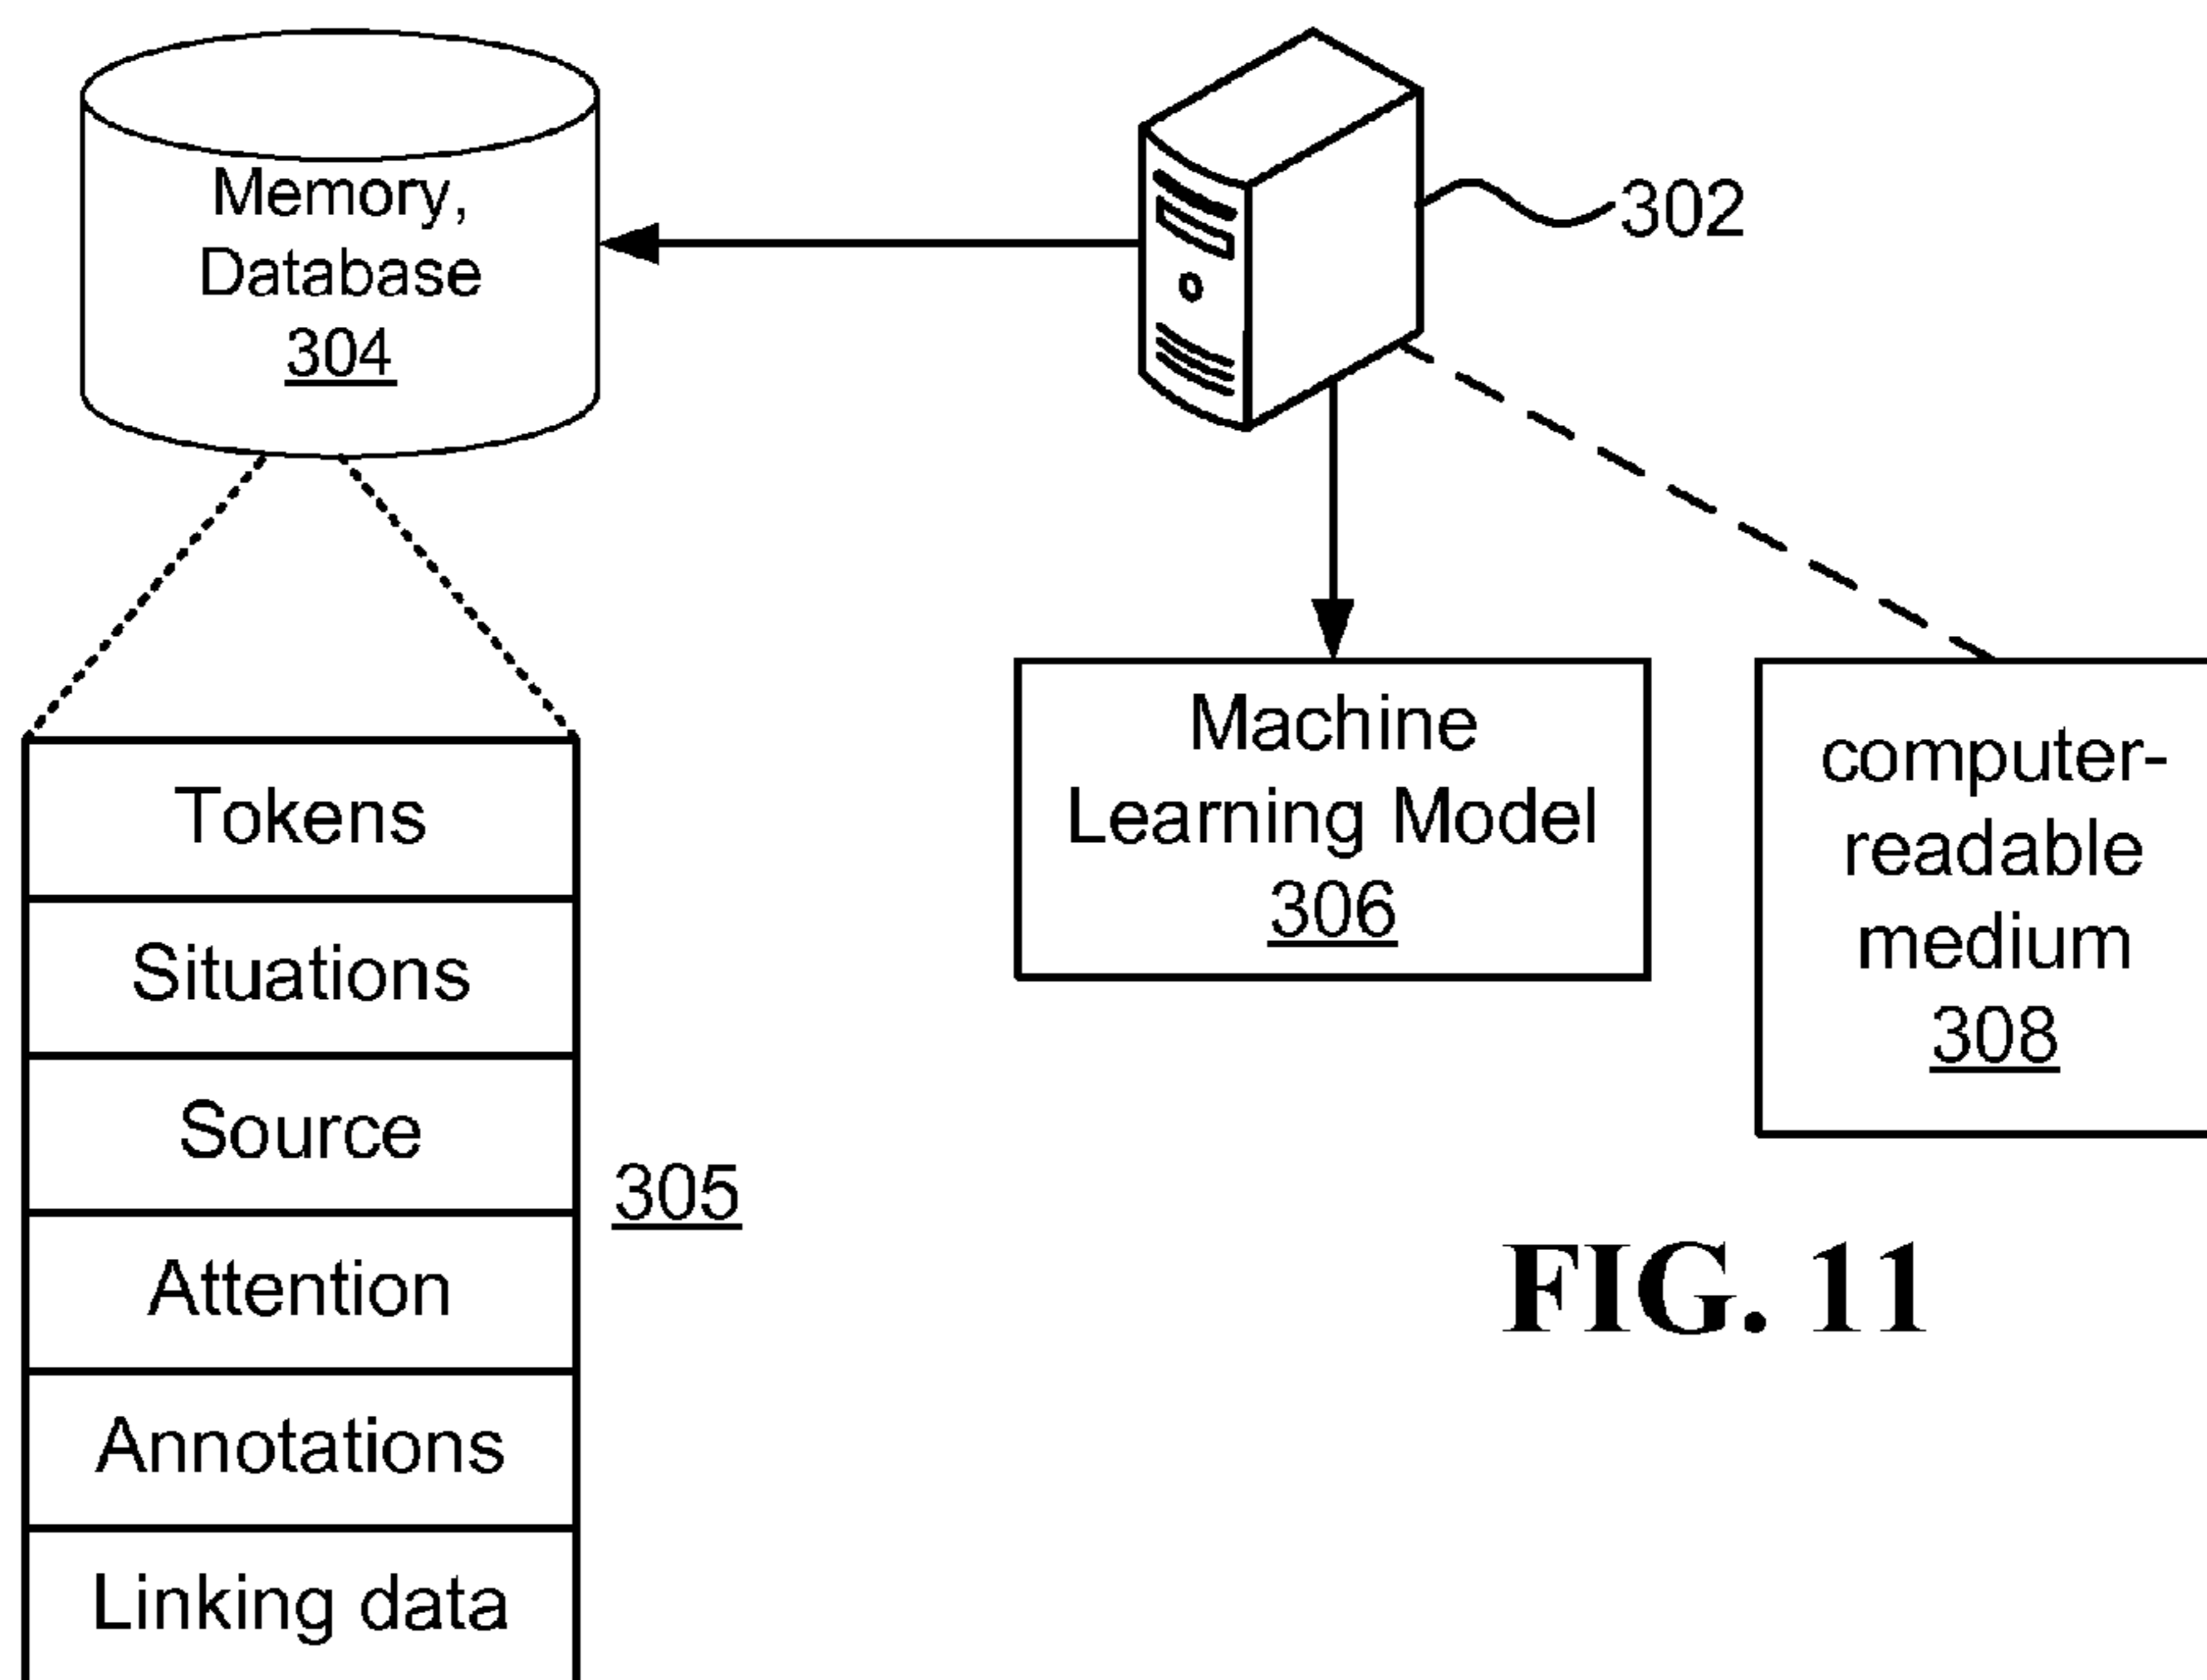 Memory,
Database
304
302
Machine
Learning Model
306
computer-
readable
medium
308
Tokens
Situations
Source
Attention
Annotations
Linking data
305
FIG. 11